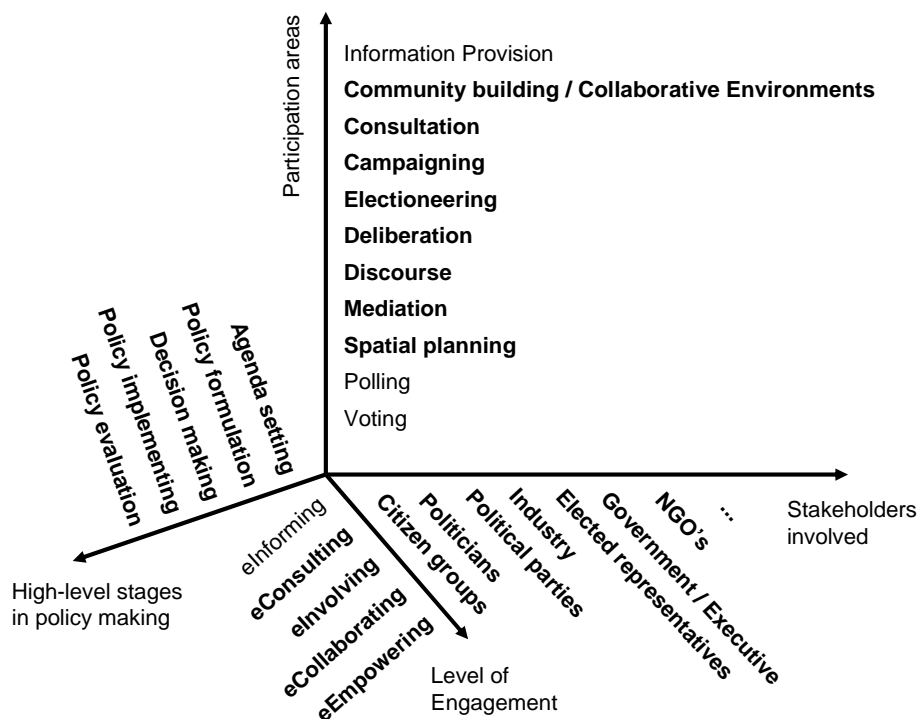 Participation areas
Information Provision
Community building / Collaborative Environments
Consultation
Campaigning
Electioneering
Deliberation
Discourse
Mediation
Spatial planning
Polling
Voting
Policy evaluation
Policy implementing
Decision making
Policy formulation
Agenda setting
High-level stages
in policy making
eInforming
eConsulting
eInvolving
eCollaborating
eEmpowering
Level of
Engagement
Citizen groups
Politicians
Political parties
Industry
Elected representatives
Government / Executive
NGO's
...
Stakeholders
involved